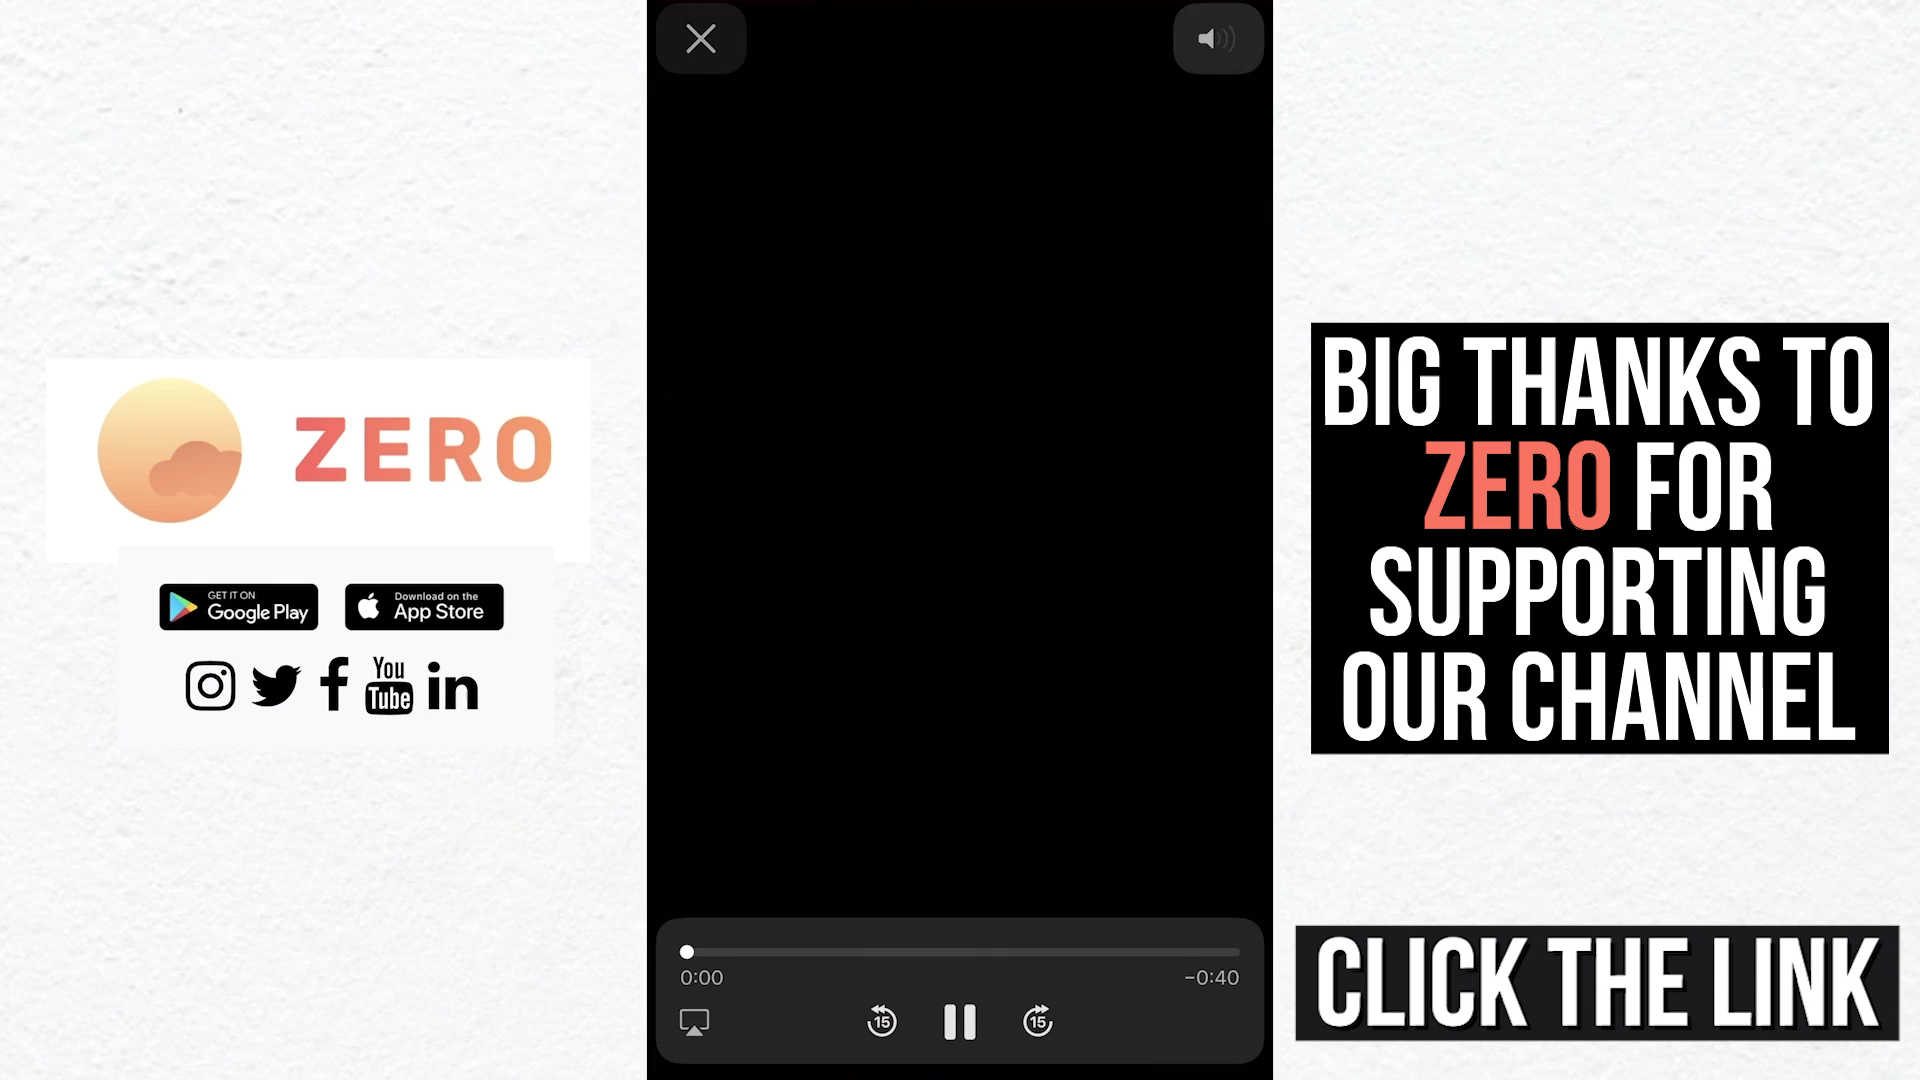 ZERO
GET IT ON
Google Play
Download on the
App Store
You
Tube
in
0:00
-0:40
15
15
BIG THANKS TO
ZERO FOR
SUPPORTING
OUR CHANNEL
CLICK THE LINK